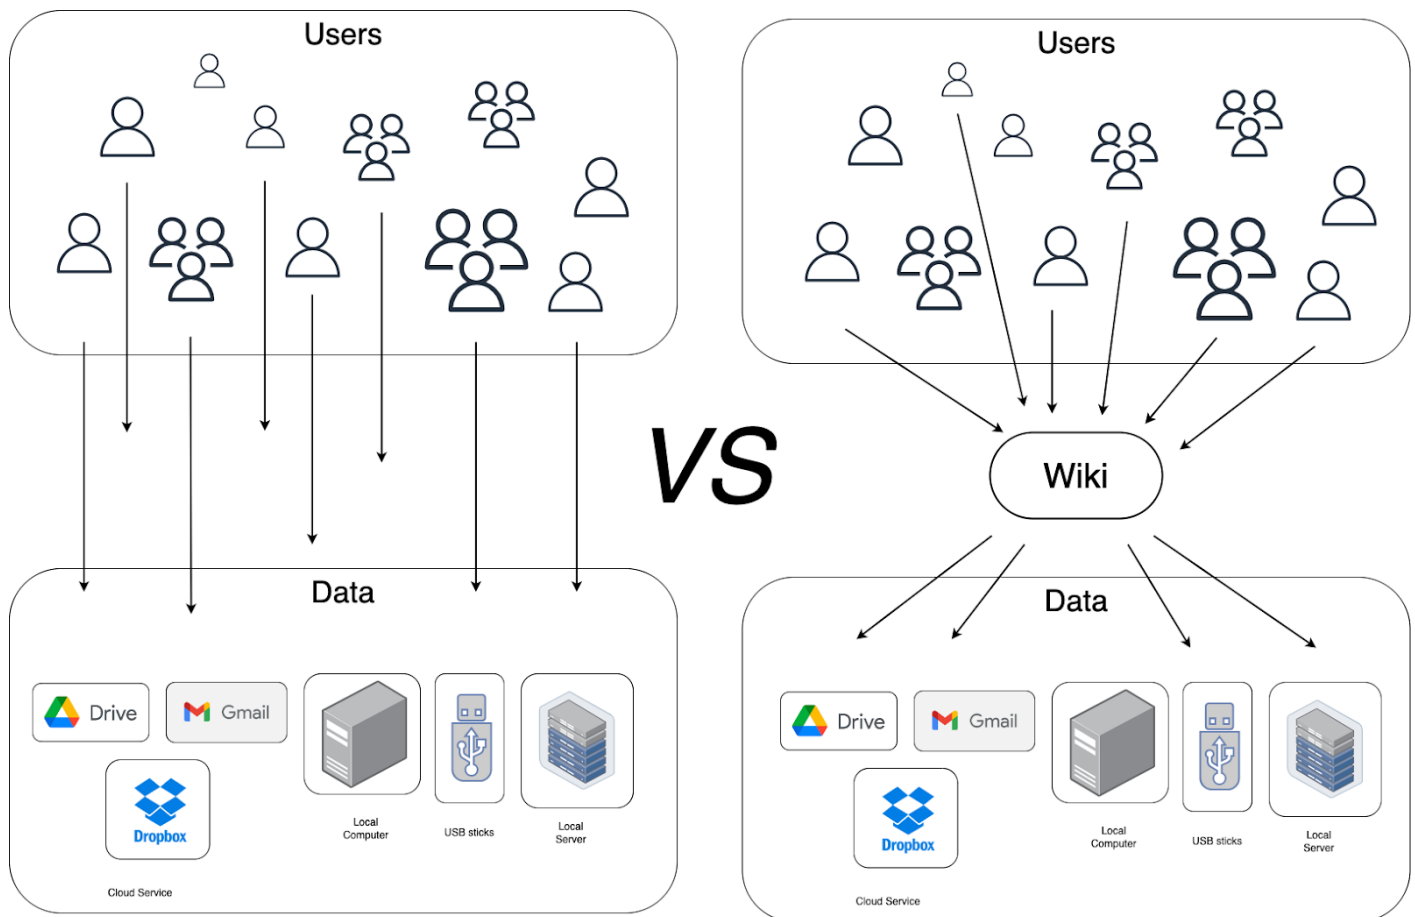 Users
Data
Drive
Gmail
Dropbox
Cloud Service
Local
Computer
USB sticks
Local
Server
VS
Users
Wiki
Data
Drive
Gmail
Dropbox
Cloud Service
Local
Computer
USB sticks
Local
Server